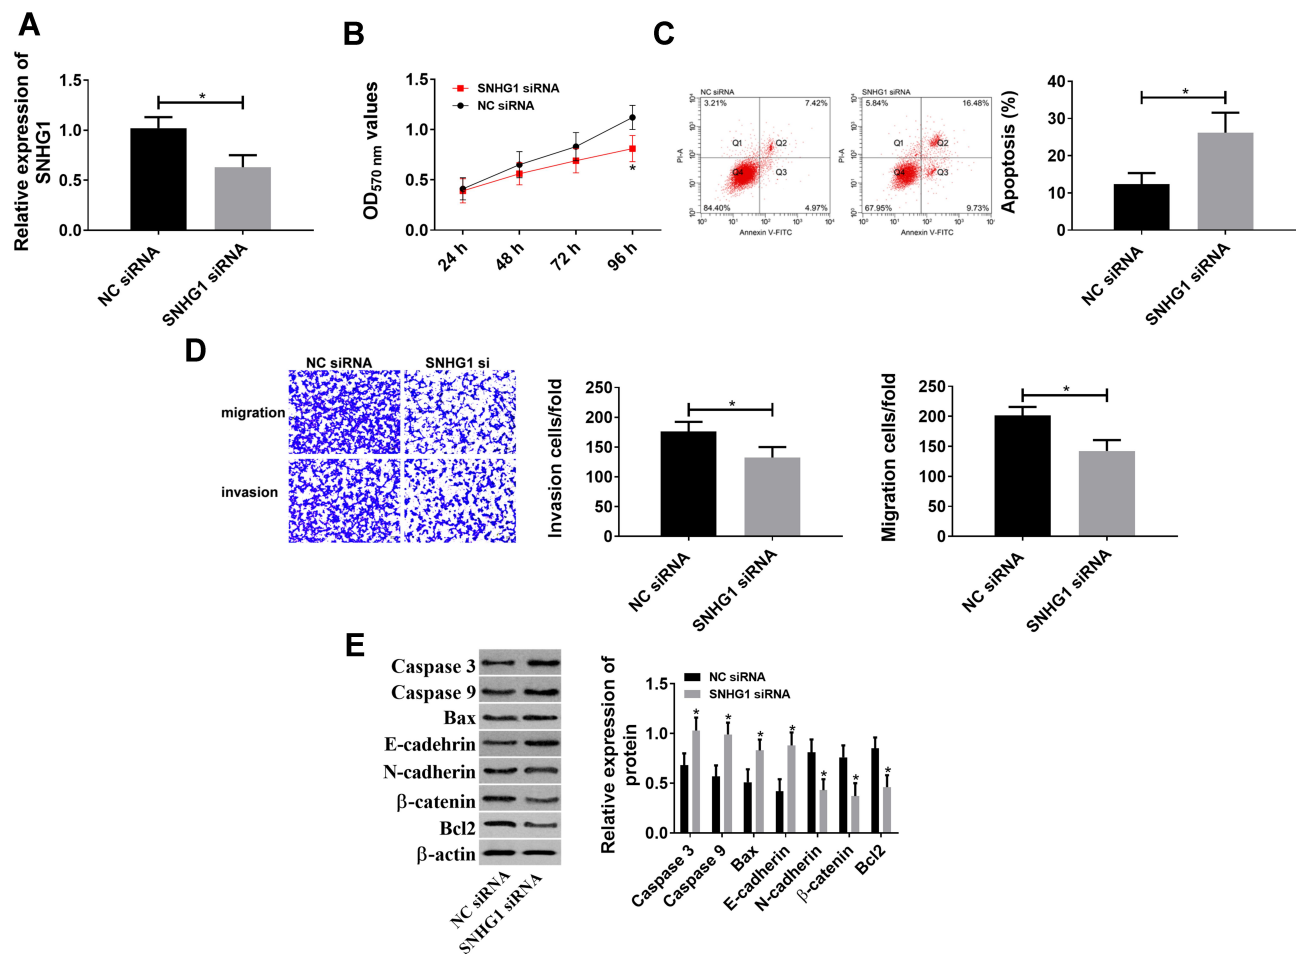 A
Relative expression of
SNHG1
1.5
1.0
0.5
0.0
*
NC siRNA
SNHG1 siRNA
B
OD570 nm values
1.5
1.0
0.5
0.0
SNHG1 siRNA
NC siRNA
*
24 h
48 h
72 h
96 h
C
NC siRNA
3.21%
7.42%
Q1
Q2
Q4
Q3
84.40%
4.97%
PI-A
Annexin V-FITC
SNHG1 siRNA
5.84%
16.48%
Q1
Q2
Q4
Q3
67.95%
9.73%
PI-A
Annexin V-FITC
Apoptosis (%)
40
30
20
10
0
*
NC siRNA
SNHG1 siRNA
D
NC siRNA
SNHG1 si
migration
invasion
Invasion cells/fold
250
200
150
100
50
0
*
NC siRNA
SNHG1 siRNA
Migration cells/fold
250
200
150
100
50
0
*
NC siRNA
SNHG1 siRNA
E
Caspase 3
Caspase 9
Bax
E-cadehrin
N-cadherin
β-catenin
Bcl2
β-actin
NC siRNA
SNHG1 siRNA
Relative expression of
protein
1.5
1.0
0.5
0.0
NC siRNA
SNHG1 siRNA
* * * * * * *
Caspase 3
Caspase 9
Bax
E-cadherin
N-cadherin
β-catenin
Bcl2